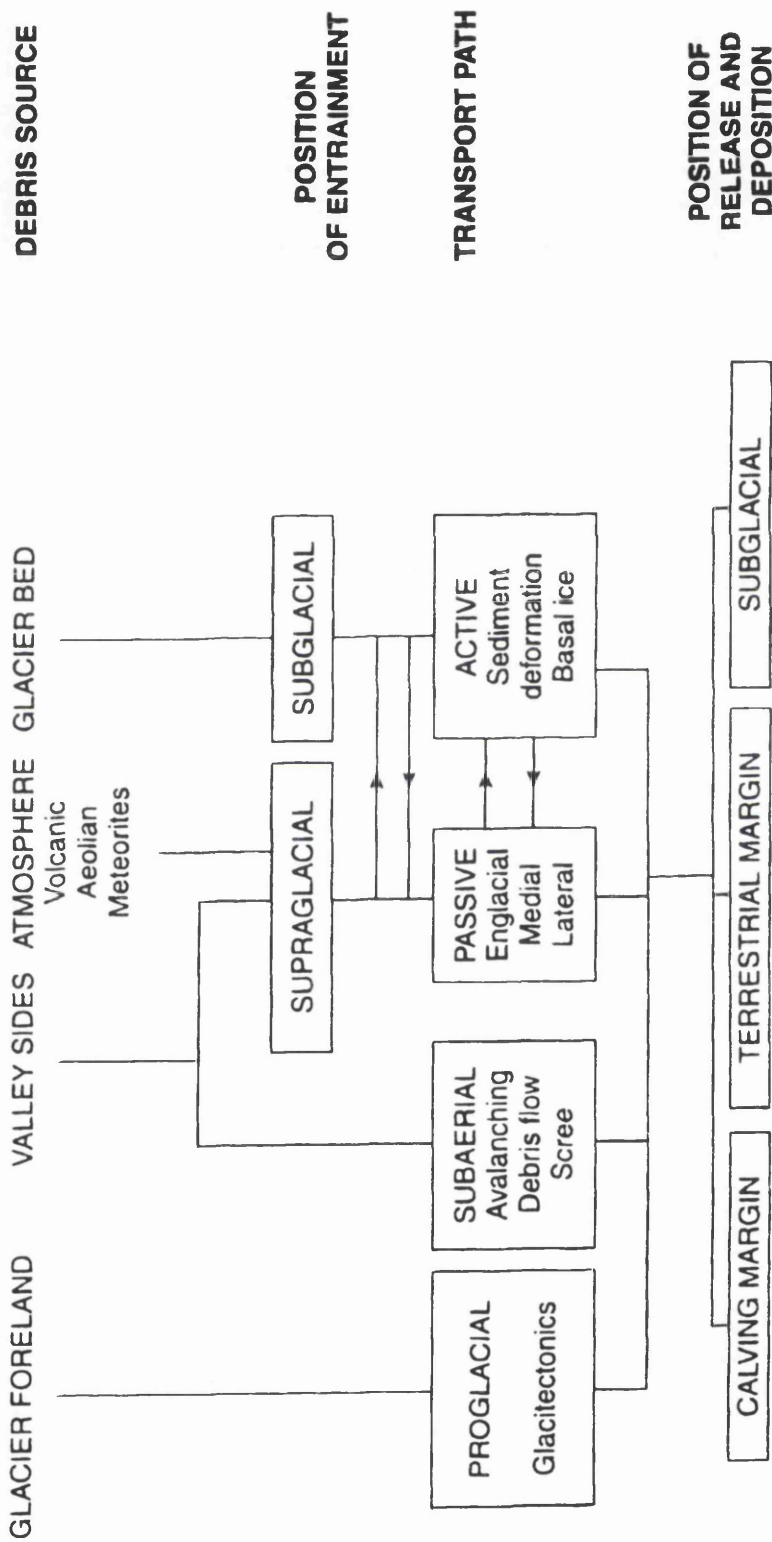 GLACIER FORELAND
VALLEY SIDES
ATMOSPHERE
Volcanic
Aeolian
Meteorites
GLACIER BED
DEBRIS SOURCE
SUPRAGLACIAL
SUBGLACIAL
POSITION
OF ENTRAINMENT
PROGLACIAL
Glacitectonics
SUBAERIAL
Avalanching
Debris flow
Scree
PASSIVE
Englacial
Medial
Lateral
ACTIVE
Sediment
deformation
Basal ice
TRANSPORT PATH
CALVING MARGIN
TERRESTRIAL MARGIN
SUBGLACIAL
POSITION OF
RELEASE AND
DEPOSITION